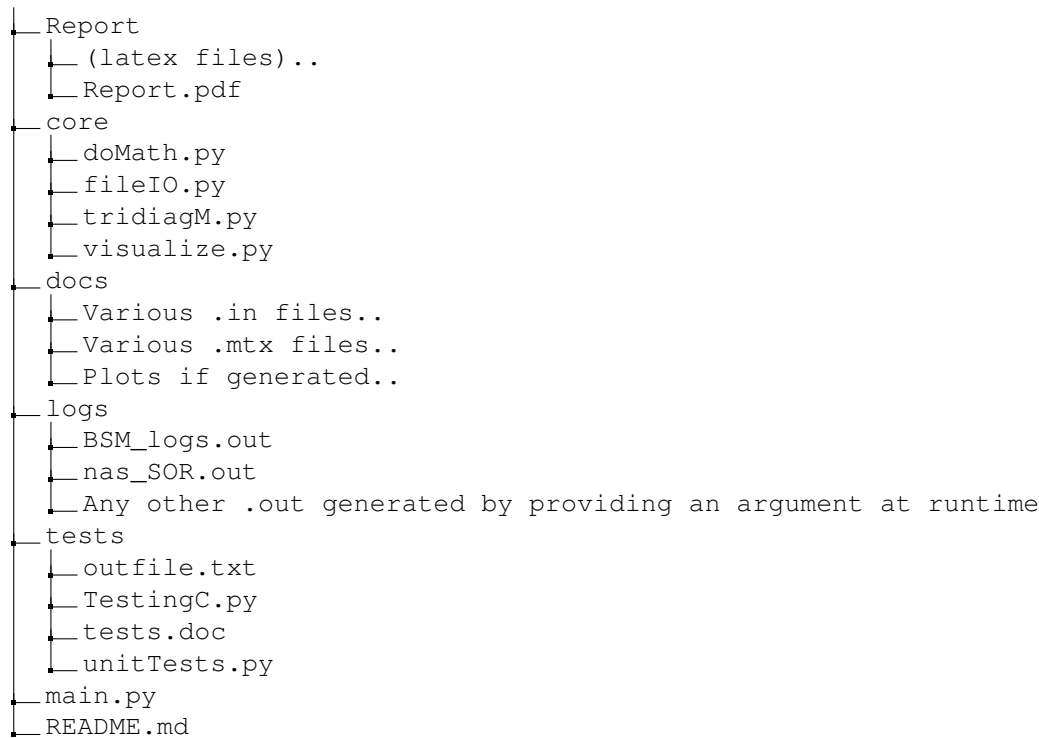 Report
(latex files)..
Report.pdf
core
doMath.py
fileIO.py
tridiagM.py
visualize.py
docs
Various .in files..
Various .mtx files..
Plots if generated..
logs
BSM_logs.out
nas_SOR.out
Any other .out generated by providing an argument at runtime
tests
outfile.txt
TestingC.py
tests.doc
unitTests.py
main.py
README.md